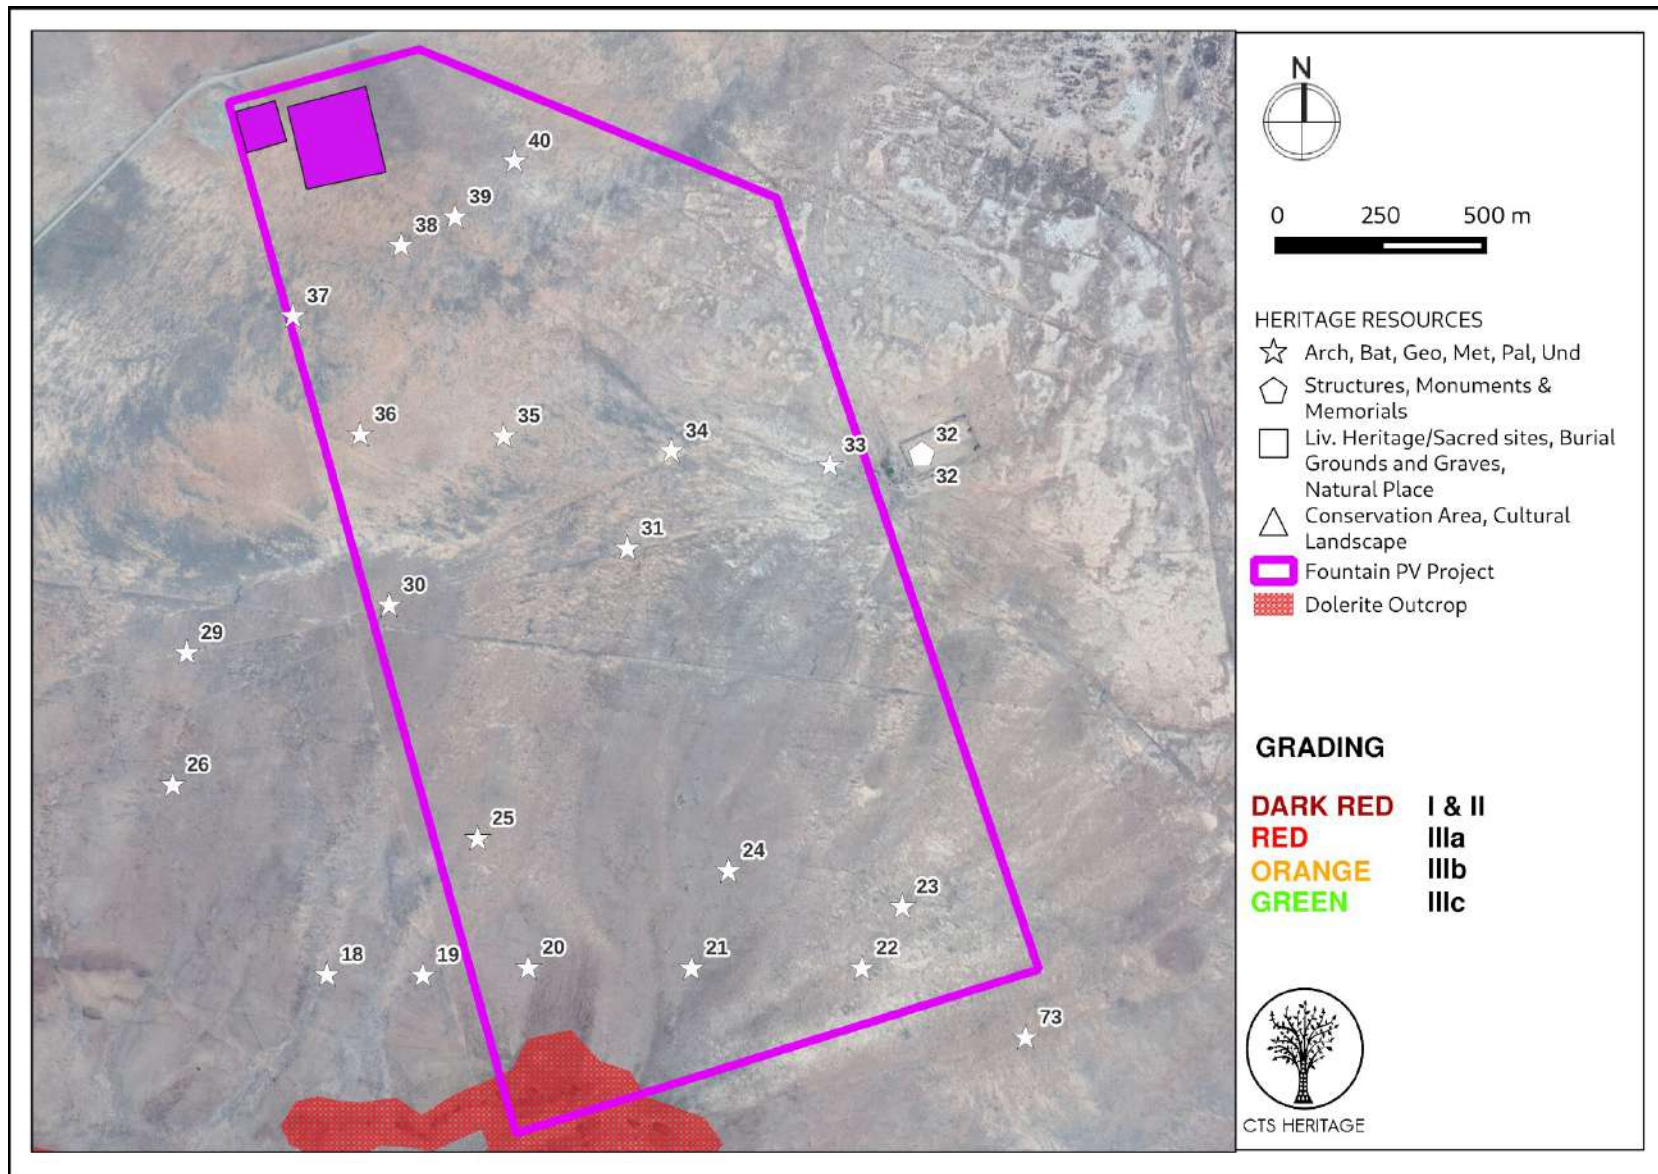 40
39
38
37
36
35
34
33
32
32
31
30
29
26
25
24
23
18
19
20
21
22
73
N
0 250 500 m
HERITAGE RESOURCES
Arch, Bat, Geo, Met, Pal, Und
Structures, Monuments &
Memorials
Liv. Heritage/Sacred sites, Burial
Grounds and Graves,
Natural Place
Conservation Area, Cultural
Landscape
Fountain PV Project
Dolerite Outcrop
GRADING
DARK RED I & II
RED IIIa
ORANGE IIIb
GREEN IIIc
CTS HERITAGE